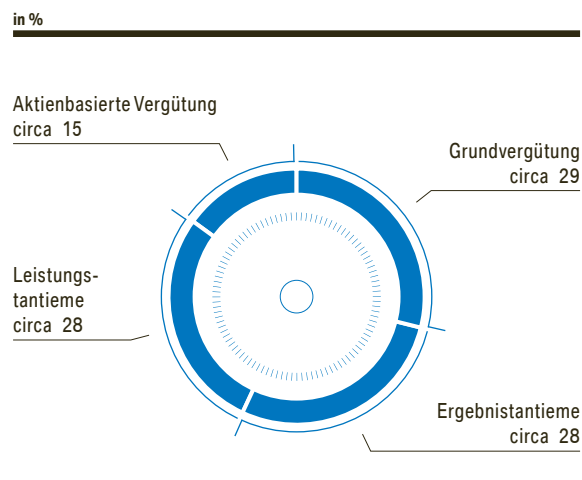 in %
Aktienbasierte Vergütung
circa 15
Grundvergütung
circa 29
Leistungs-
tantieme
circa 28
Ergebnistantieme
circa 28